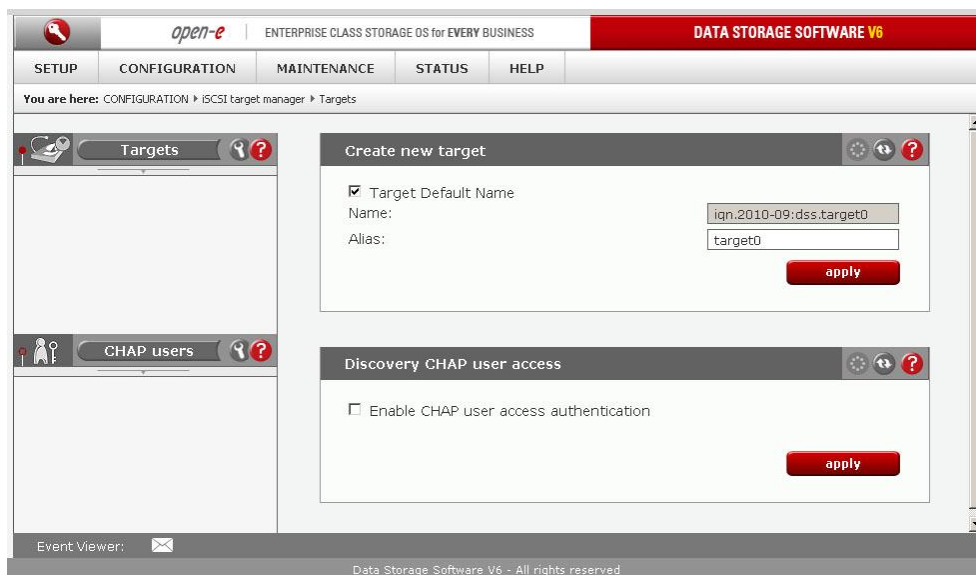 open-e ENTERPRISE CLASS STORAGE OS for EVERY BUSINESS DATA STORAGE SOFTWARE V6
SETUP CONFIGURATION MAINTENANCE STATUS HELP
You are here: CONFIGURATION iSCSI target manager Targets
Targets ?
Create new target ?
Target Default Name
Name: iqn.2010-09:dss.target0
Alias: target0
apply
CHAP users ?
Discovery CHAP user access ?
Enable CHAP user access authentication
apply
Event Viewer:
Data Storage Software V6 - All rights reserved